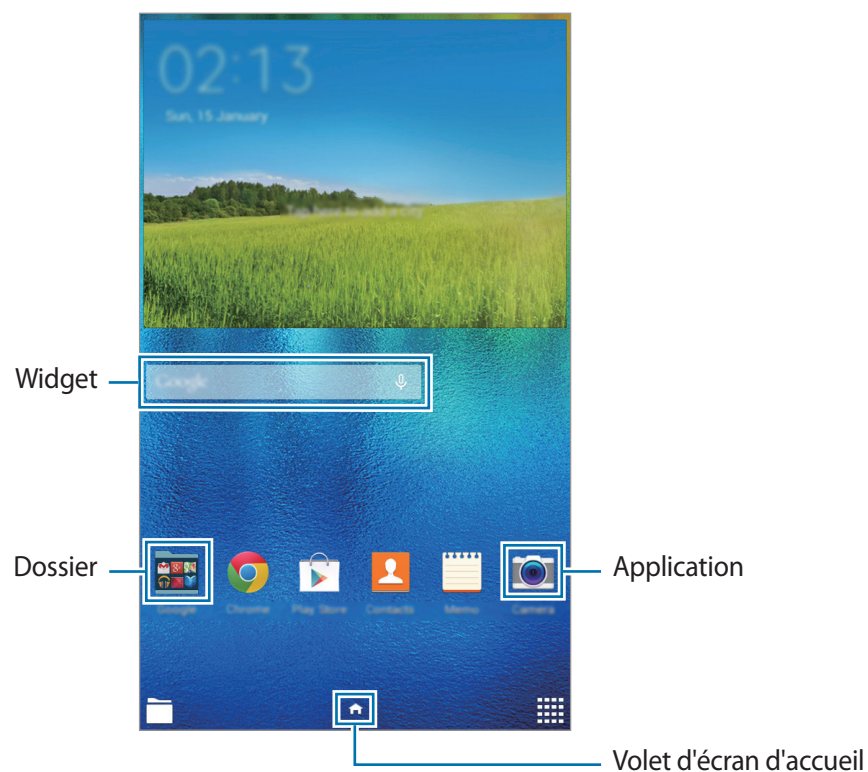 02:13
Sun, 15 January
Widget
Google
Dossier
Application
Google
Chrome
Play Store
Contacts
Memo
Camera
Volet d'écran d'accueil